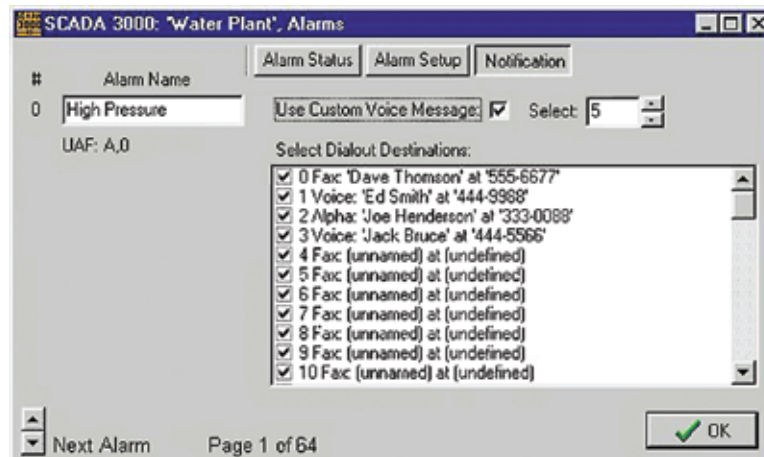 SCADA 3000: 'Water Plant', Alarms
Alarm Status Alarm Setup Notification
# Alarm Name
0 High Pressure Use Custom Voice Message: Select: 5
UAF: A,0
Select Dialout Destinations:
0 Fax: 'Dave Thomson' at '555-6677'
1 Voice: 'Ed Smith' at '444-9988'
2 Alpha: 'Joe Henderson' at '333-0088'
3 Voice: 'Jack Bruce' at '444-5566'
4 Fax: (unnamed) at (undefined)
5 Fax: (unnamed) at (undefined)
6 Fax: (unnamed) at (undefined)
7 Fax: (unnamed) at (undefined)
8 Fax: (unnamed) at (undefined)
9 Fax: (unnamed) at (undefined)
10 Fax: (unnamed) at (undefined)
Next Alarm Page 1 of 64
OK